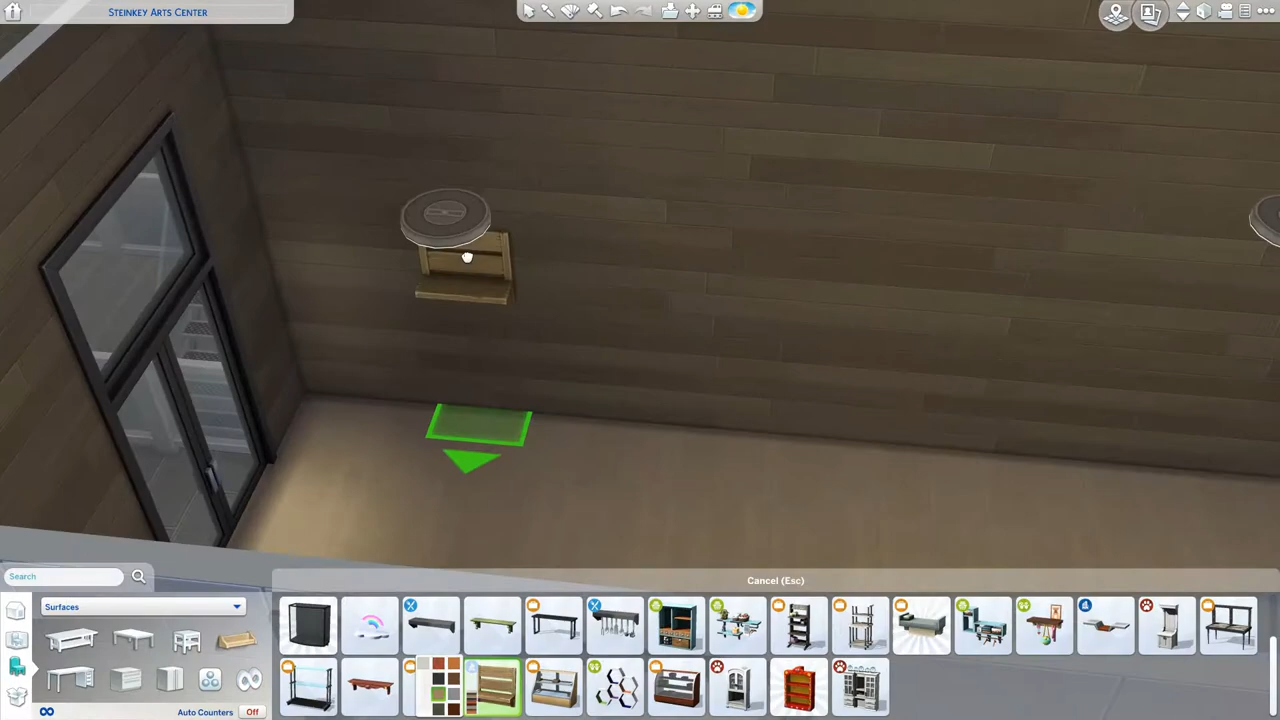 STEINKEY ARTS CENTER
Cancel (Esc)
Search
Surfaces
Auto Counters Off